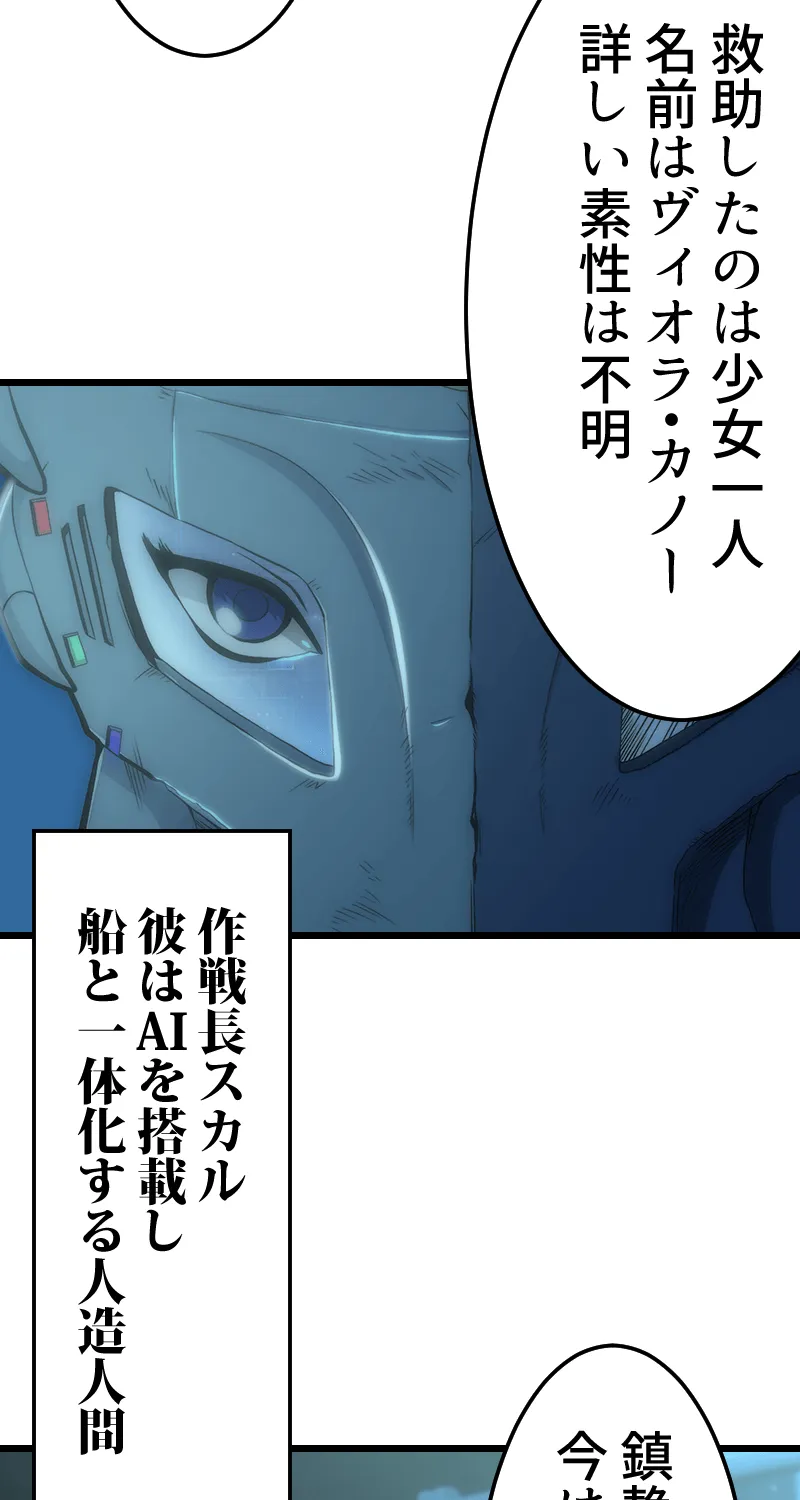 救助したのは少女一人
名前はヴィオラ・カノー
詳しい素性は不明
作戦長スカル
彼はAIを搭載し
船と一体化する人造人間
鎮静
今は